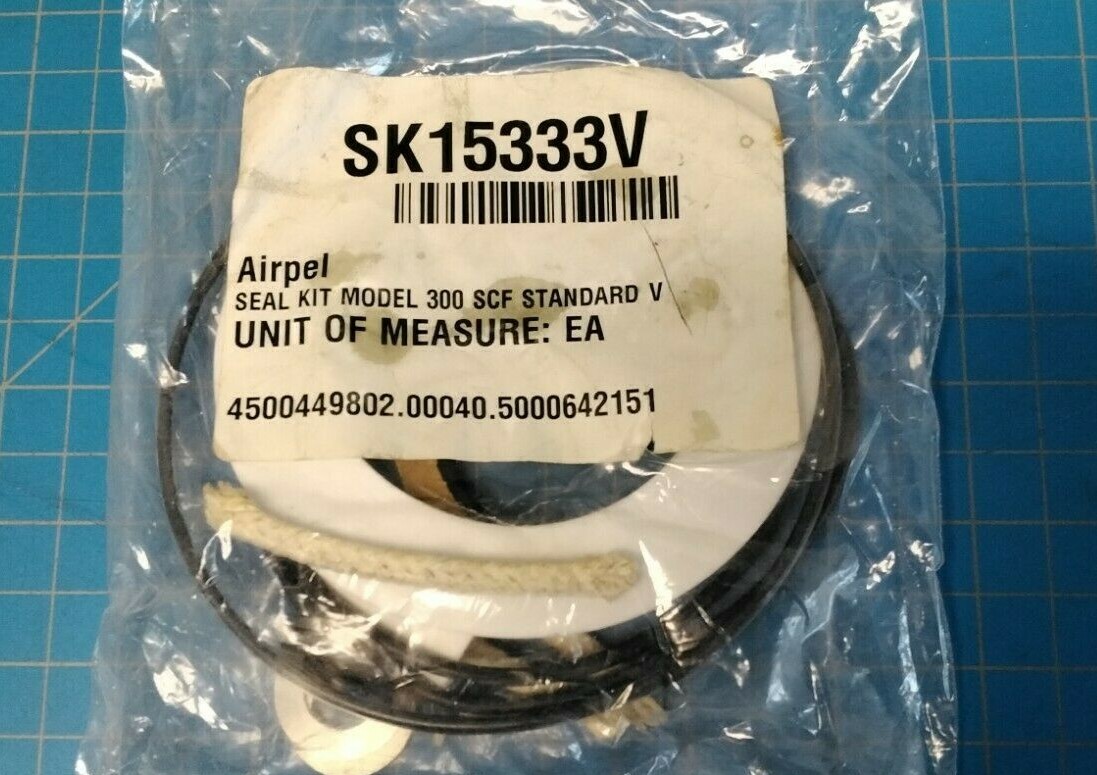 SK15333V
Airpel
SEAL KIT MODEL 300 SCF STANDARD V
UNIT OF MEASURE: EA
4500449802.00040.5000642151